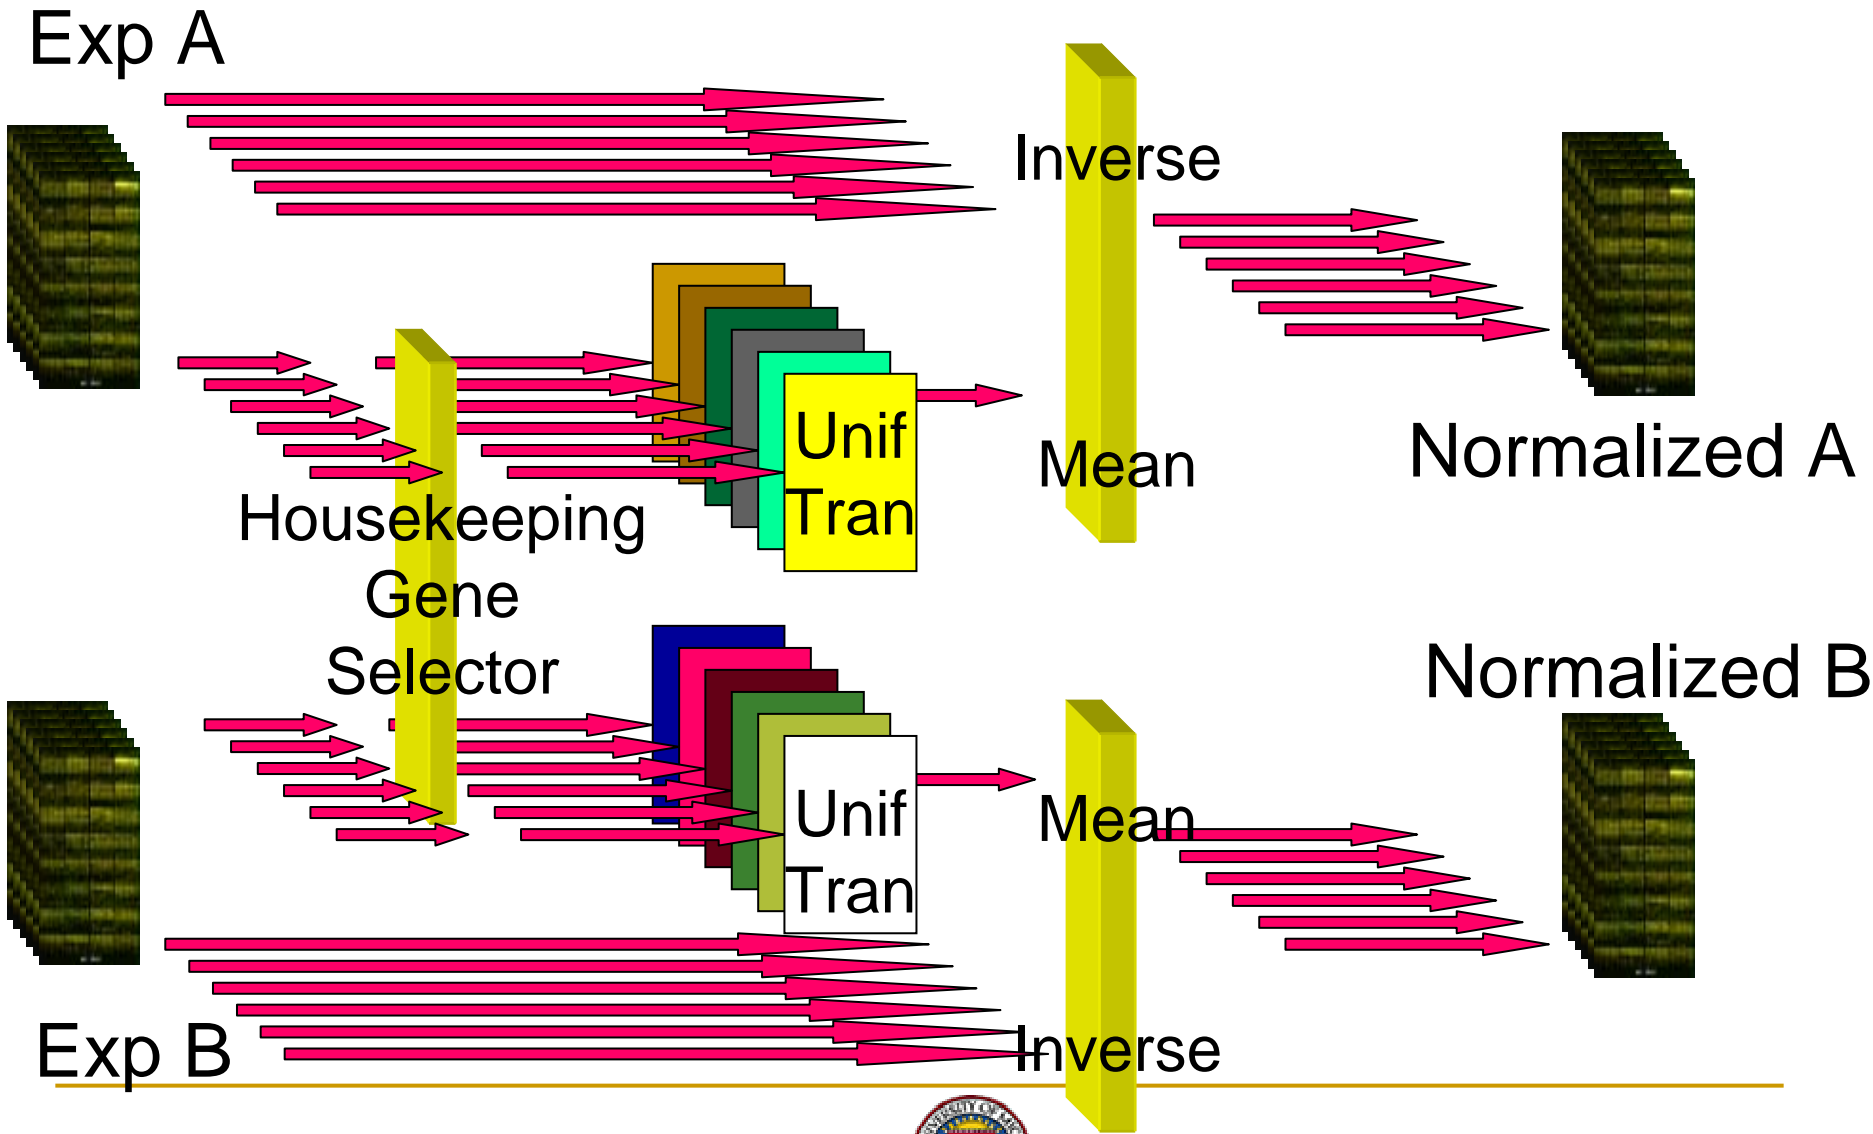 Exp A
Inverse
Unif
Tran
Mean
Normalized A
Housekeeping
Gene
Selector
Normalized B
Unif
Tran
Mean
Exp B
Inverse